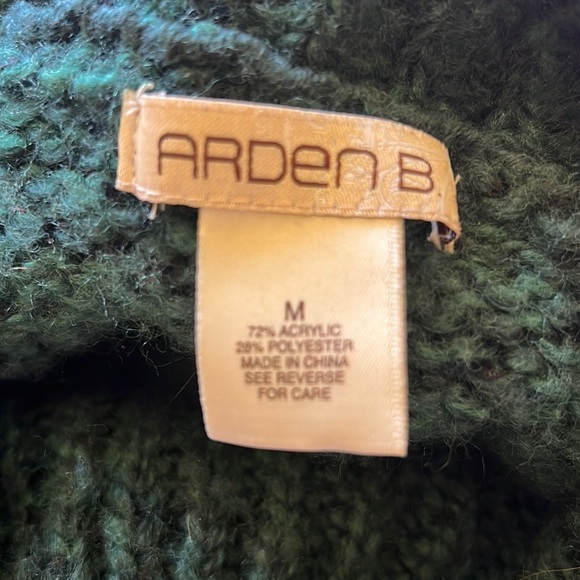 ARDEN B.
M
72% ACRYLIC
28% POLYESTER
MADE IN CHINA
SEE REVERSE
FOR CARE